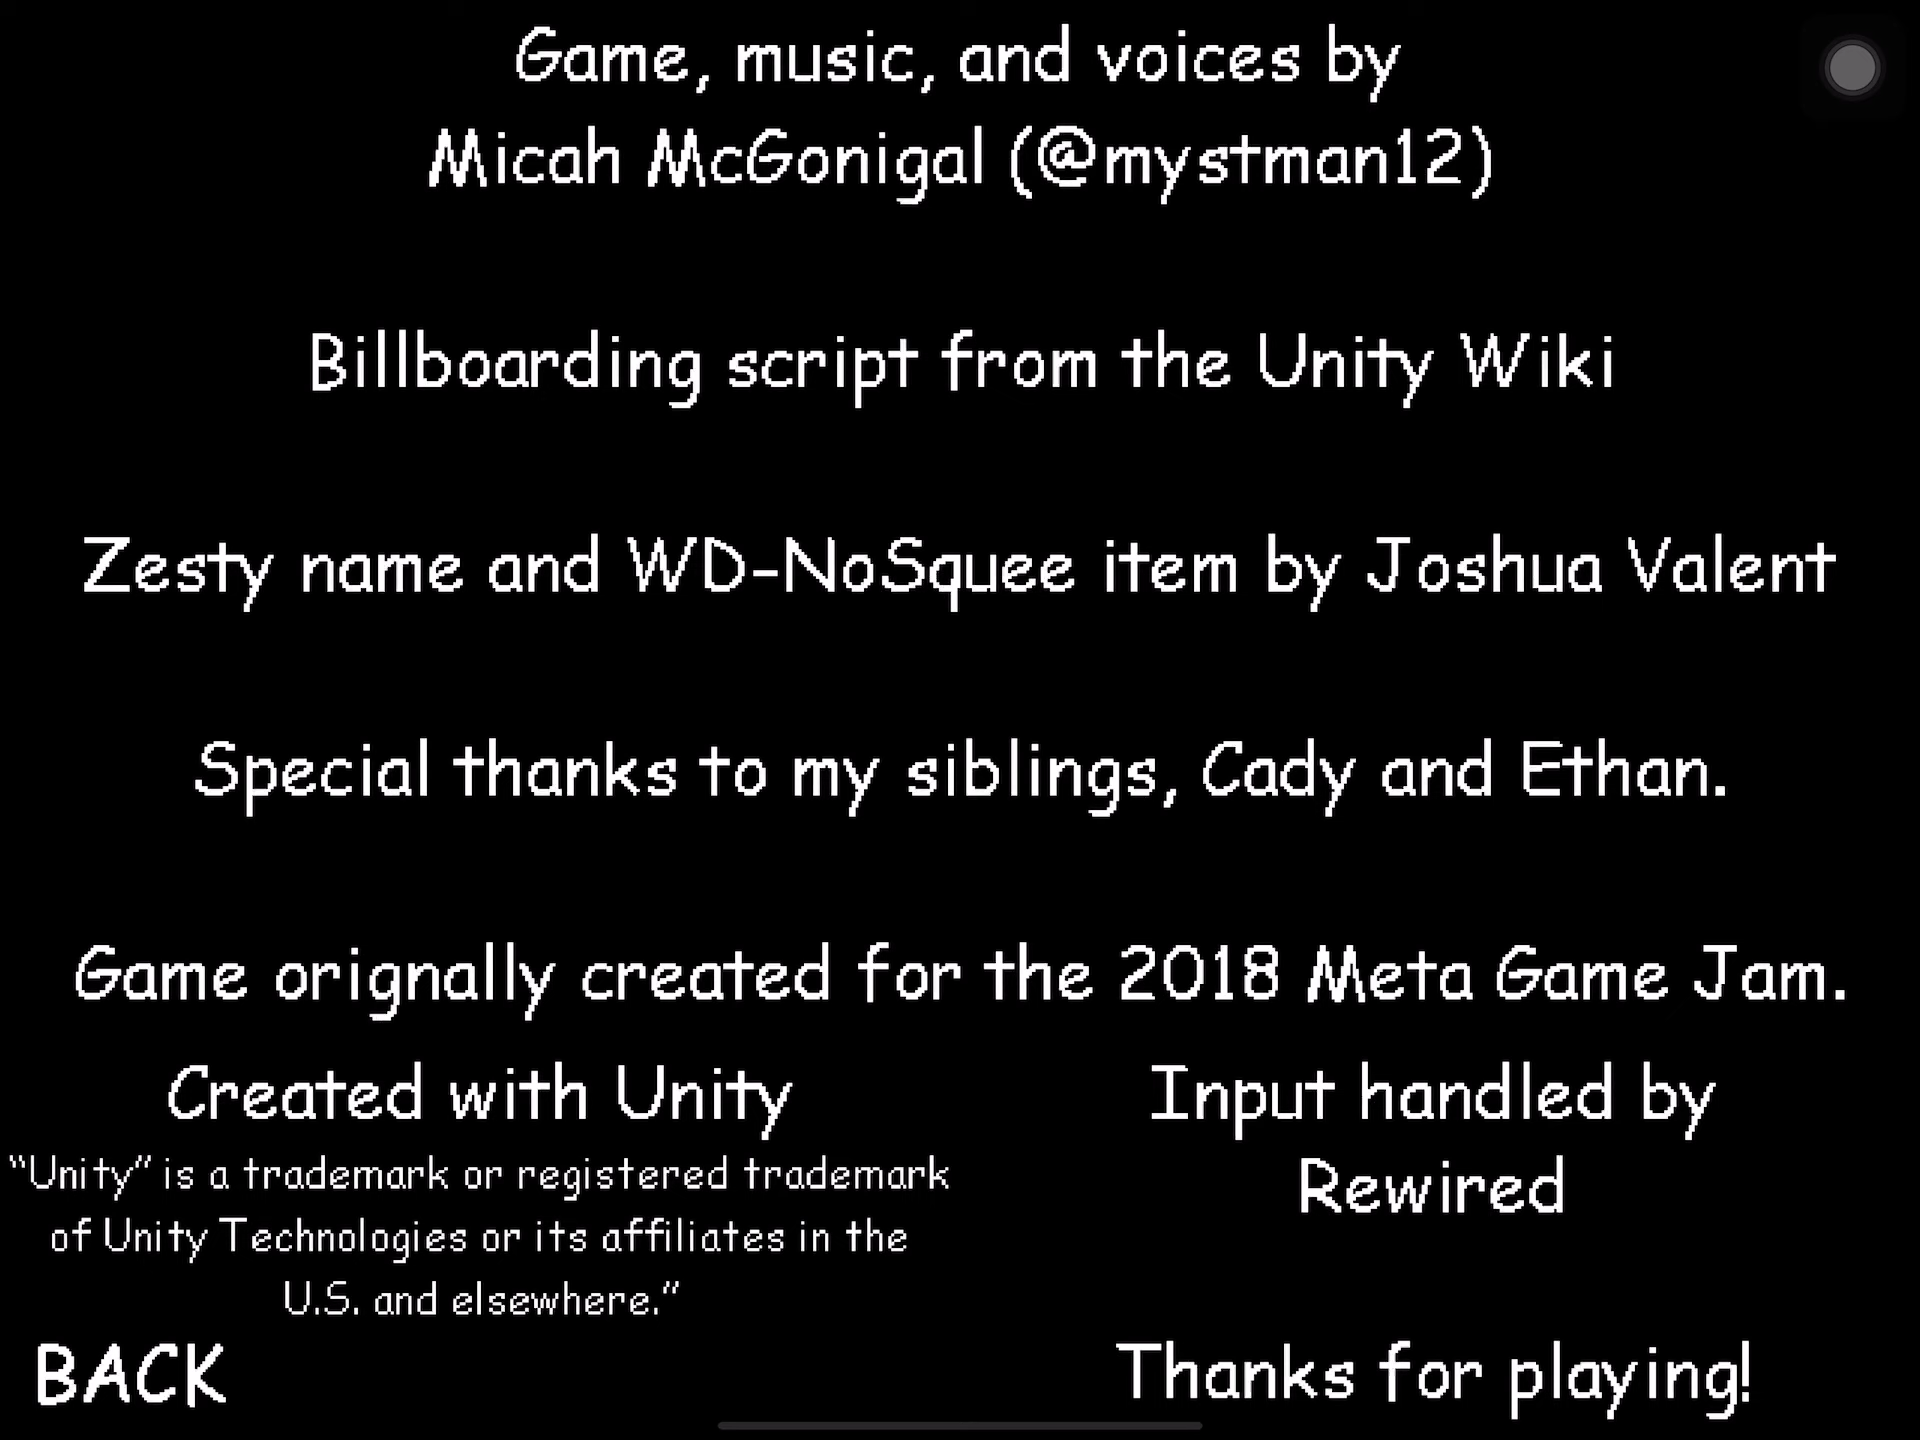 Game, music, and voices by
Micah McGonigal (@mystman12)
Billboarding script from the Unity Wiki
Zesty name and WD-NoSquee item by Joshua Valent
Special thanks to my siblings, Cady and Ethan.
Game orignally created for the 2018 Meta Game Jam.
Created with Unity
“Unity” is a trademark or registered trademark
of Unity Technologies or its affiliates in the
U.S. and elsewhere.”
Input handled by
Rewired
BACK
Thanks for playing!